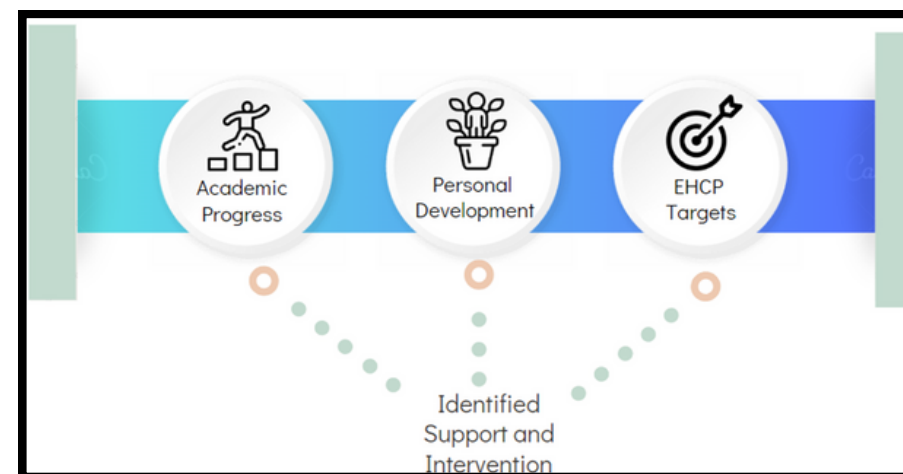 Academic
Progress
Personal
Development
EHCP
Targets
Identified
Support and
Intervention